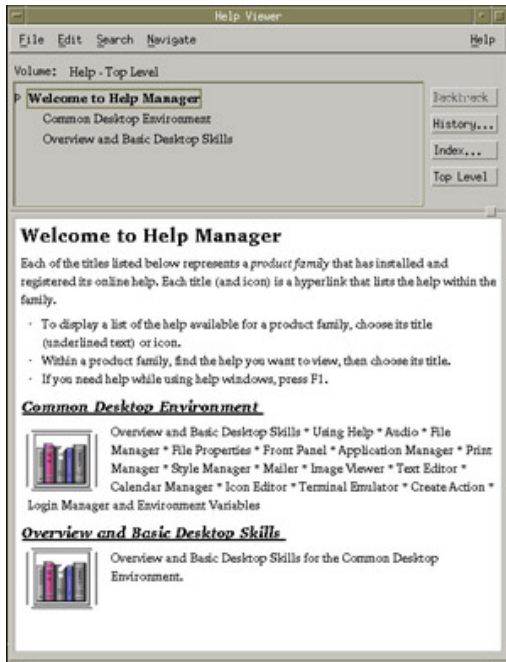 Help Viewer
File Edit Search Navigate Help
Volume: Help - Top Level
Welcome to Help Manager
Common Desktop Environment
Overview and Basic Desktop Skills
Backtrack
History...
Index...
Top Level
Welcome to Help Manager
Each of the titles listed below represents a product family that has installed and
registered its online help. Each title (and icon) is a hyperlink that lists the help within the
family.
· To display a list of the help available for a product family, choose its title
(underlined text) or icon.
· Within a product family, find the help you want to view, then choose its title.
· If you need help while using help windows, press F1.
Common Desktop Environment
Overview and Basic Desktop Skills * Using Help * Audio * File
Manager * File Properties * Front Panel * Application Manager * Print
Manager * Style Manager * Mailer * Image Viewer * Text Editor *
Calendar Manager * Icon Editor * Terminal Emulator * Create Action *
Login Manager and Environment Variables
Overview and Basic Desktop Skills
Overview and Basic Desktop Skills for the Common Desktop
Environment.